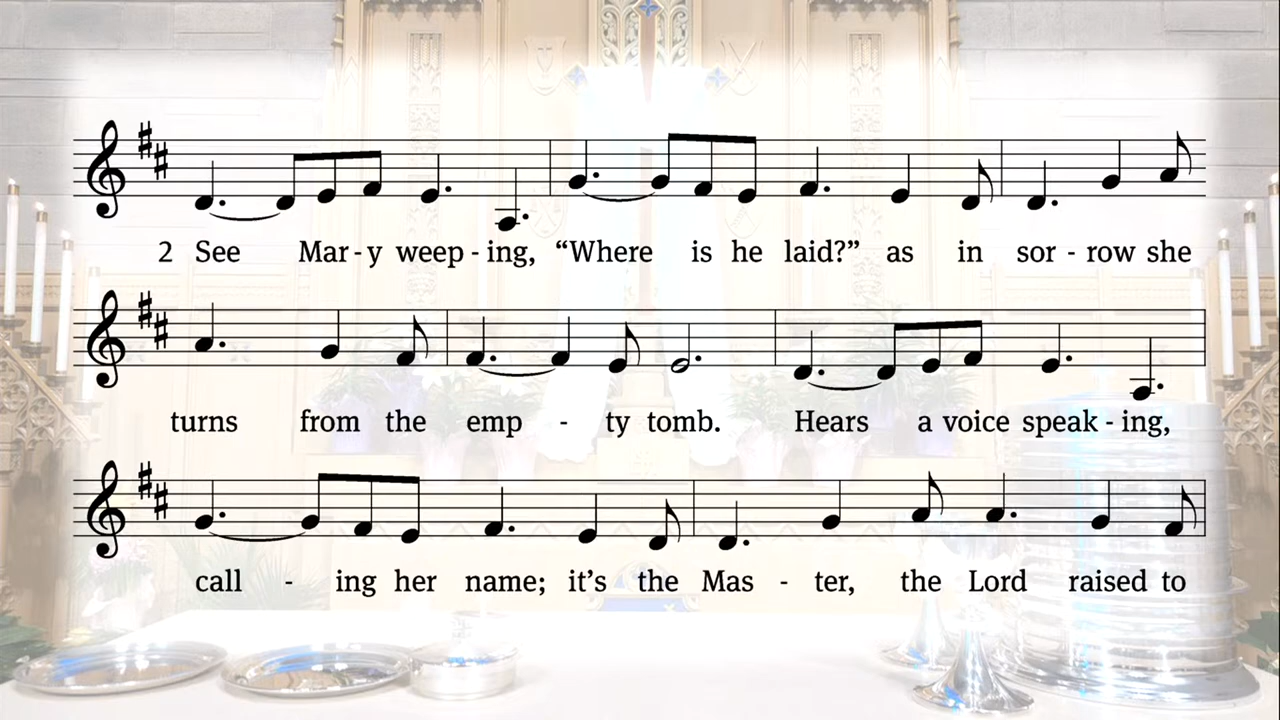 2 See Mar-y weep-ing, “Where is he laid?” as in sor-row she
turns from the emp-ty tomb. Hears a voice speak-ing,
call-ing her name; it’s the Mas-ter, the Lord raised to